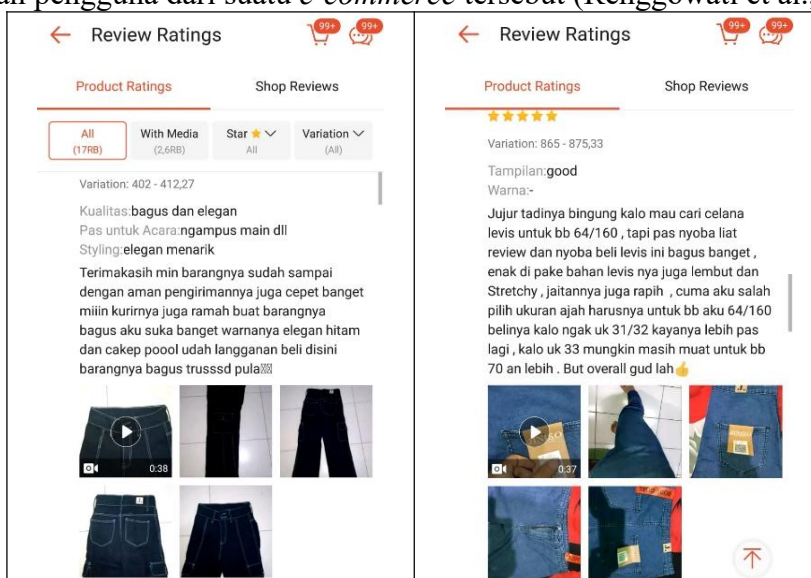 an pengguna dari suatu e-commerce tersebut (Renggowati et al.,
Review Ratings
99+
99+
Product Ratings
Shop Reviews
All
(17RB)
With Media
(2,6RB)
Star
All
Variation
(All)
Variation: 402 - 412,27
Kualitas:bagus dan elegan
Pas untuk Acara:ngampus main dll
Styling:elegan menarik
Terimakasih min barangnya sudah sampai
dengan aman pengirimannya juga cepet banget
miiin kurirnya juga ramah buat barangnya
bagus aku suka banget warnanya elegan hitam
dan cakep poool udah langganan beli disini
barangnya bagus trusssd pula
0:38
Review Ratings
99+
99+
Product Ratings
Shop Reviews
Variation: 865 - 875,33
Tampilan:good
Warna:-
Jujur tadinya bingung kalo mau cari celana
levis untuk bb 64/160 , tapi pas nyoba liat
review dan nyoba beli levis ini bagus banget ,
enak di pake bahan levis nya juga lembut dan
Stretchy , jaitannya juga rapih , cuma aku salah
pilih ukuran ajah harusnya untuk bb aku 64/160
belinya kalo ngak uk 31/32 kayanya lebih pas
lagi , kalo uk 33 mungkin masih muat untuk bb
70 an lebih . But overall gud lah👍
0:37